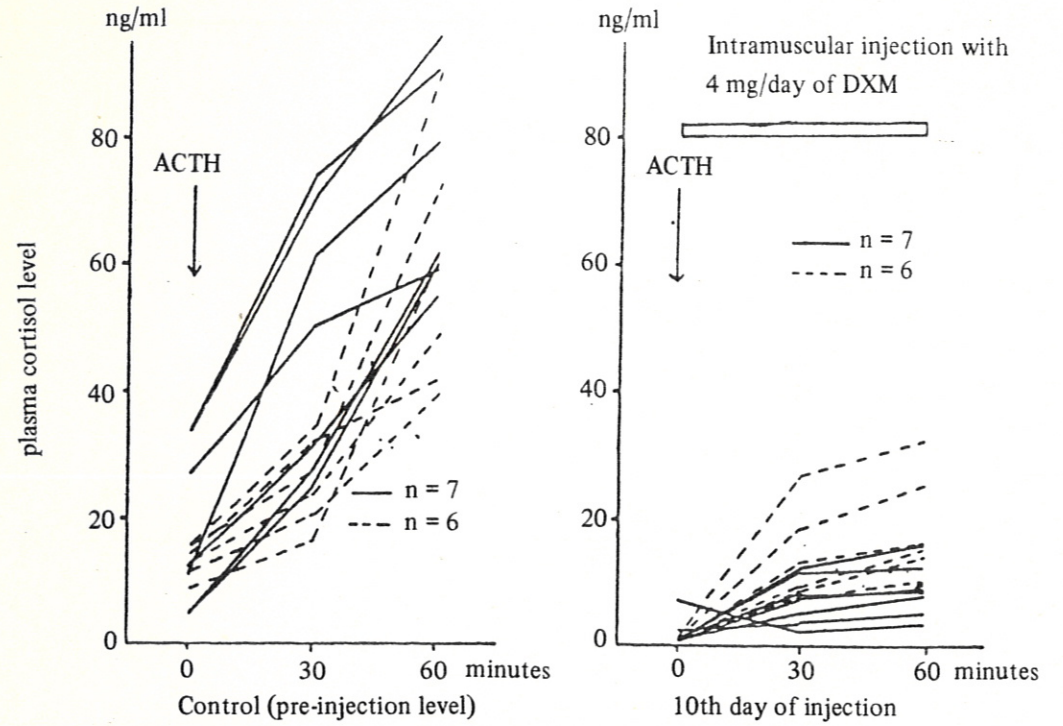 ng/ml
80
60
40
20
0
plasma cortisol level
ACTH
n = 7
n = 6
0 30 60 minutes
Control (pre-injection level)
ng/ml
Intramuscular injection with
4 mg/day of DXM
80
60
40
20
0
ACTH
n = 7
n = 6
0 30 60 minutes
10th day of injection